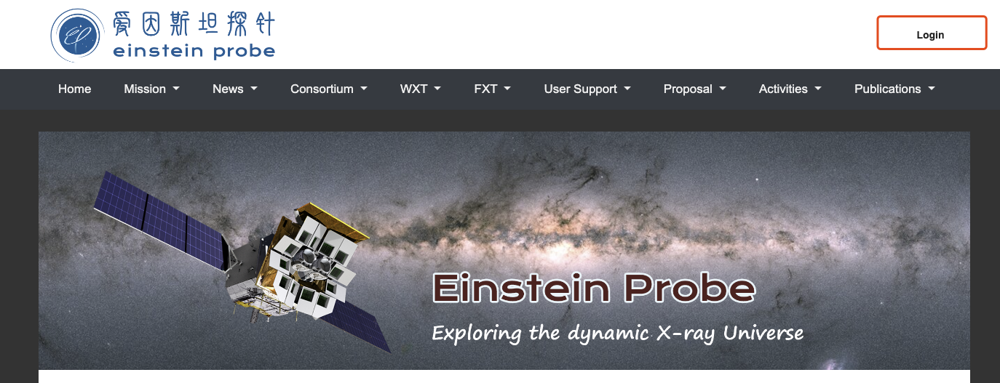 爱因斯坦探针
einstein probe
Login
Home Mission News Consortium WXT FXT User Support Proposal Activities Publications
Einstein Probe
Exploring the dynamic X-ray Universe